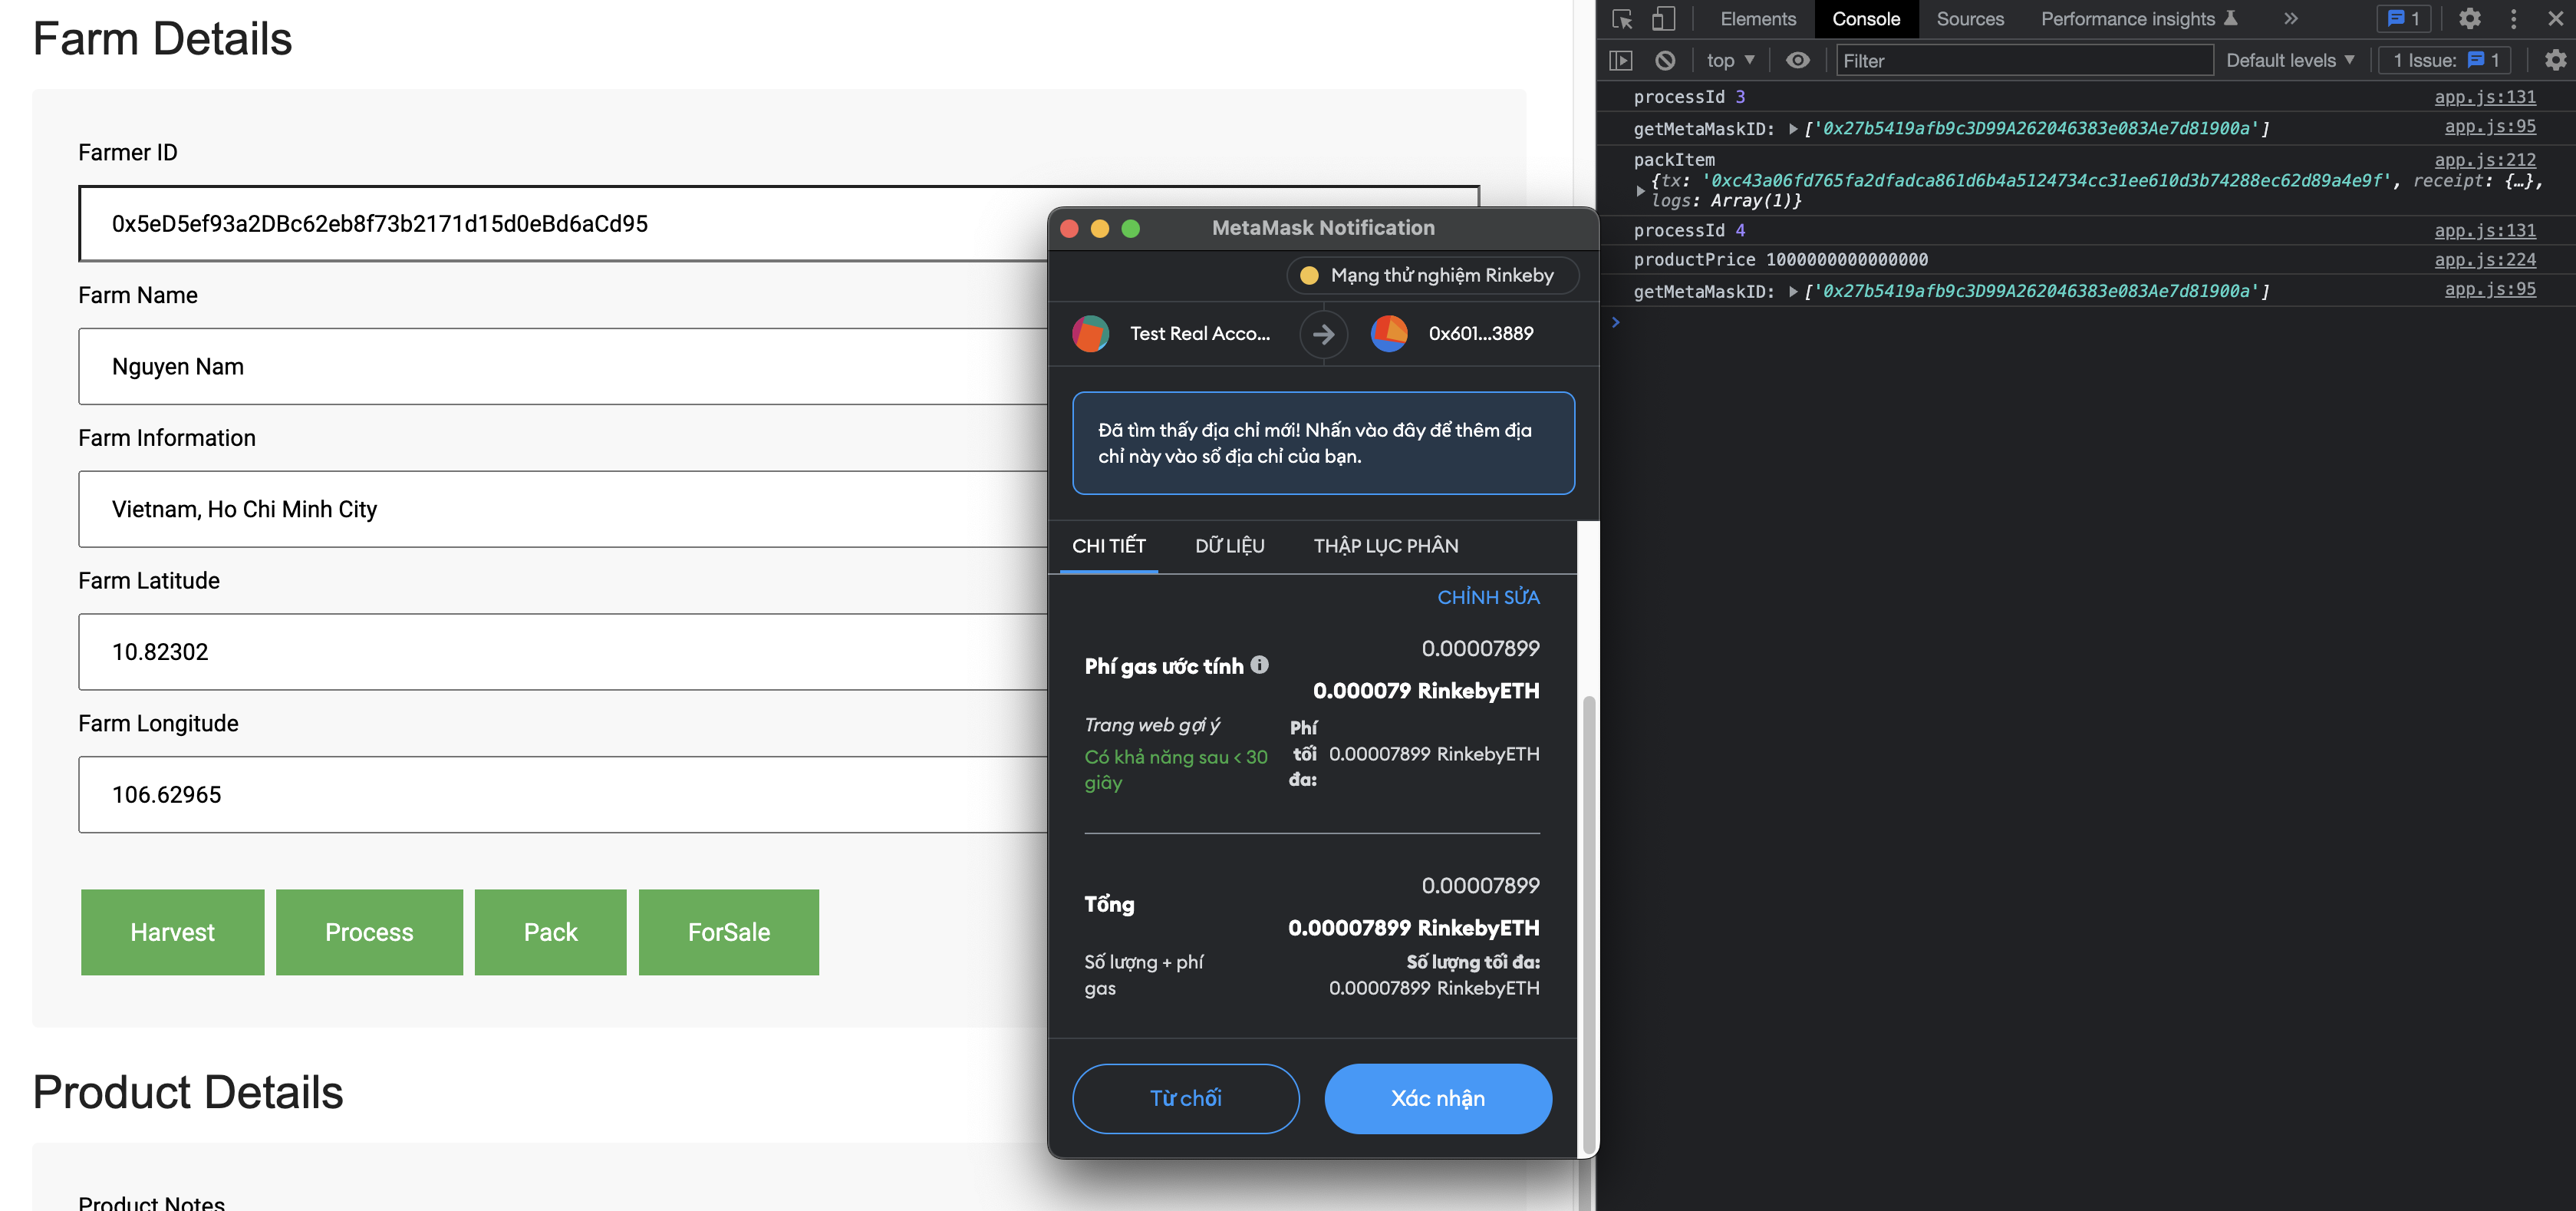 Farm Details
Farmer ID
0x5eD5ef93a2DBc62eb8f73b2171d15d0eBd6aCd95
Farm Name
Nguyen Nam
Farm Information
Vietnam, Ho Chi Minh City
Farm Latitude
10.82302
Farm Longitude
106.62965
Harvest Process Pack ForSale
Product Details
Product Notes
MetaMask Notification
Mạng thử nghiệm Rinkeby
Test Real Acco... 0x601...3889
Đã tìm thấy địa chỉ mới! Nhấn vào đây để thêm địa
chỉ này vào sổ địa chỉ của bạn.
CHI TIẾT DỮ LIỆU THẬP LỤC PHÂN
CHỈNH SỬA
0.00007899
Phí gas ước tính
0.000079 RinkebyETH
Trang web gợi ý
Có khả năng sau < 30
giây
Phí
tối
đa:
0.00007899 RinkebyETH
0.00007899
Tổng
0.00007899 RinkebyETH
Số lượng + phí
gas
Số lượng tối đa:
0.00007899 RinkebyETH
Từ chối Xác nhận
Elements Console Sources Performance insights 1
top Filter Default levels 1 Issue: 1
processId 3 app.js:131
getMetaMaskID: ['0x27b5419afb9c3D99A262046383e083Ae7d81900a'] app.js:95
packItem app.js:212
{tx: '0xc43a06fd765fa2dfadca861d6b4a5124734cc31ee610d3b74288ec62d89a4e9f', receipt: {…},
logs: Array(1)}
processId 4 app.js:131
productPrice 1000000000000000 app.js:224
getMetaMaskID: ['0x27b5419afb9c3D99A262046383e083Ae7d81900a'] app.js:95